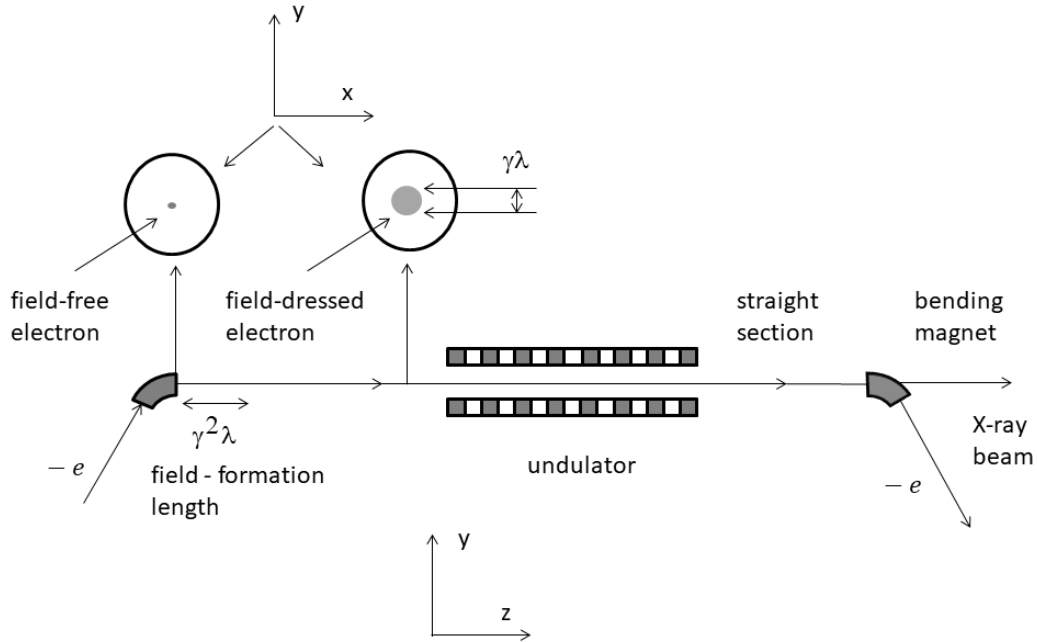 y
x
γλ
field-free
electron
field-dressed
electron
straight
section
bending
magnet
γ²λ
− e
field - formation
length
undulator
X-ray
beam
− e
y
z